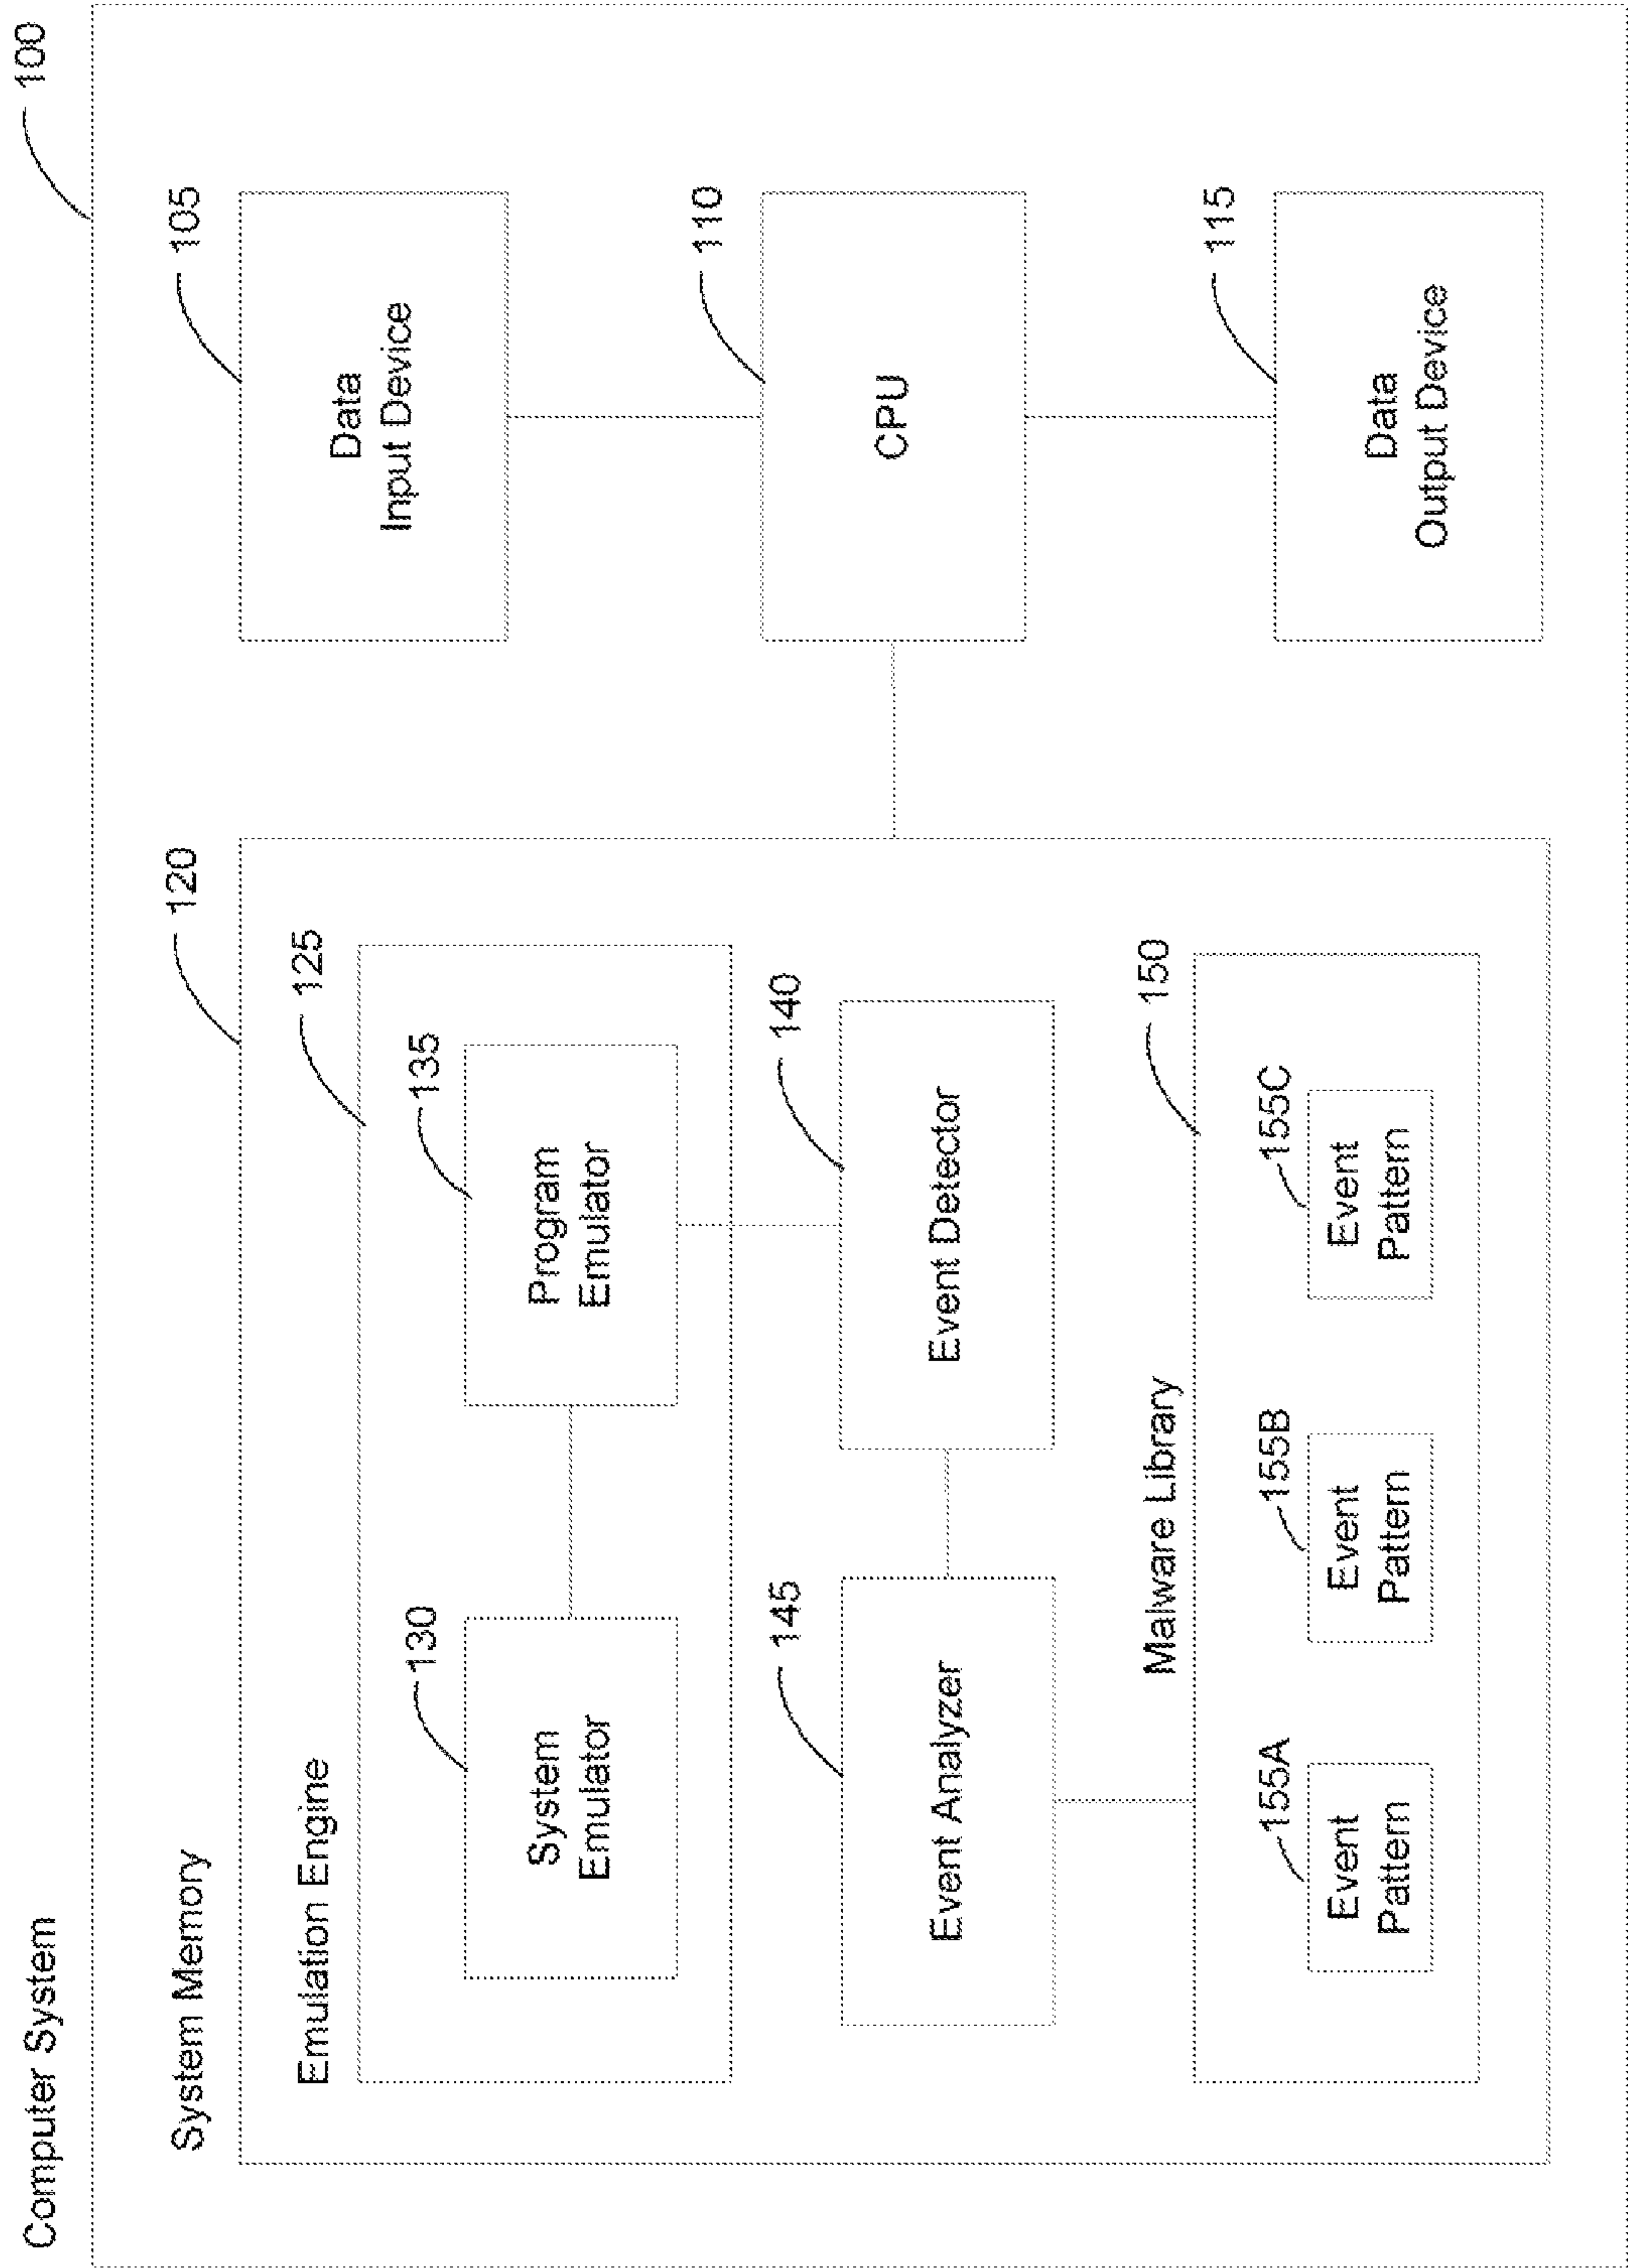 Computer System
100
System Memory
120
Emulation Engine
125
130
System
Emulator
135
Program
Emulator
145
Event Analyzer
140
Event Detector
Malware Library
150
155A
Event
Pattern
155B
Event
Pattern
155C
Event
Pattern
105
Data
Input Device
110
CPU
115
Data
Output Device